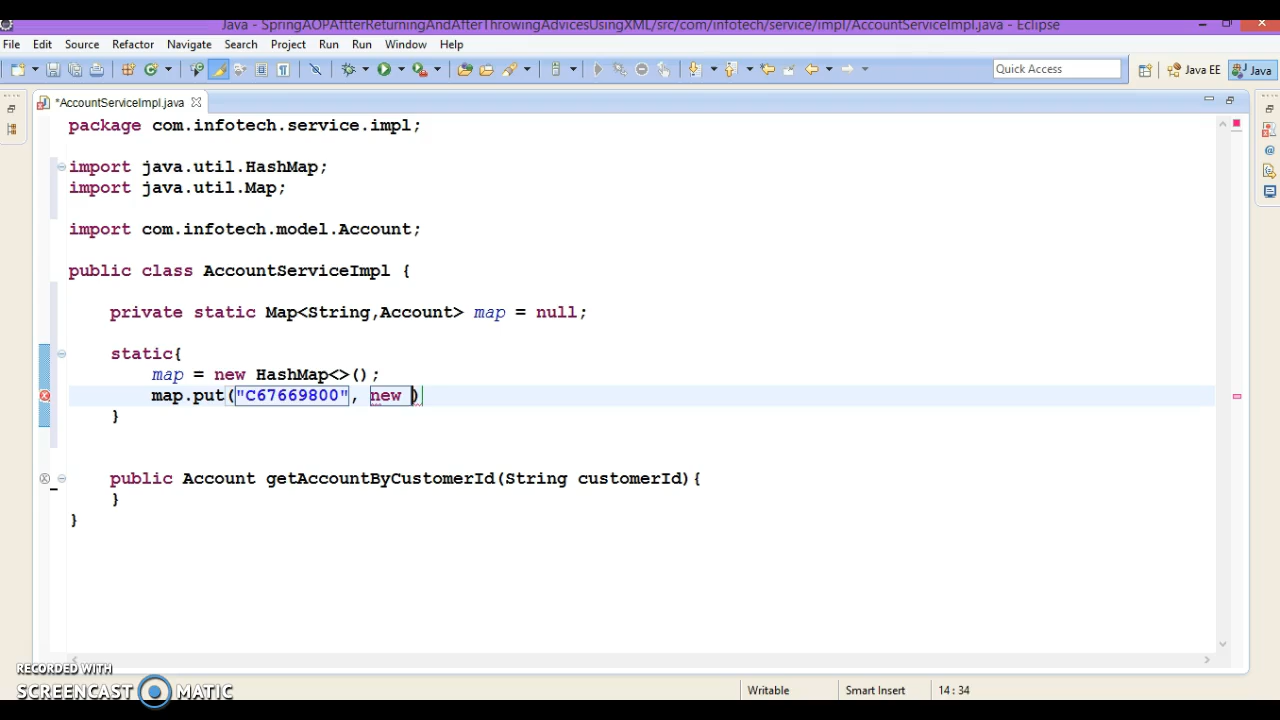 Java - SpringAOPAftterReturningAndAfterThrowingAdvicesUsingXML/src/com/infotech/service/impl/AccountServiceImpl.java - Eclipse
File Edit Source Refactor Navigate Search Project Run Run Window Help
Quick Access Java EE Java
*AccountServiceImpl.java
package com.infotech.service.impl;
import java.util.HashMap;
import java.util.Map;
import com.infotech.model.Account;
public class AccountServiceImpl {
private static Map<String,Account> map = null;
static{
map = new HashMap<>();
map.put("C67669800", new )
}
public Account getAccountByCustomerId(String customerId){
}
}
RECORDED WITH
SCREENCAST MATIC
Writable Smart Insert 14 : 34